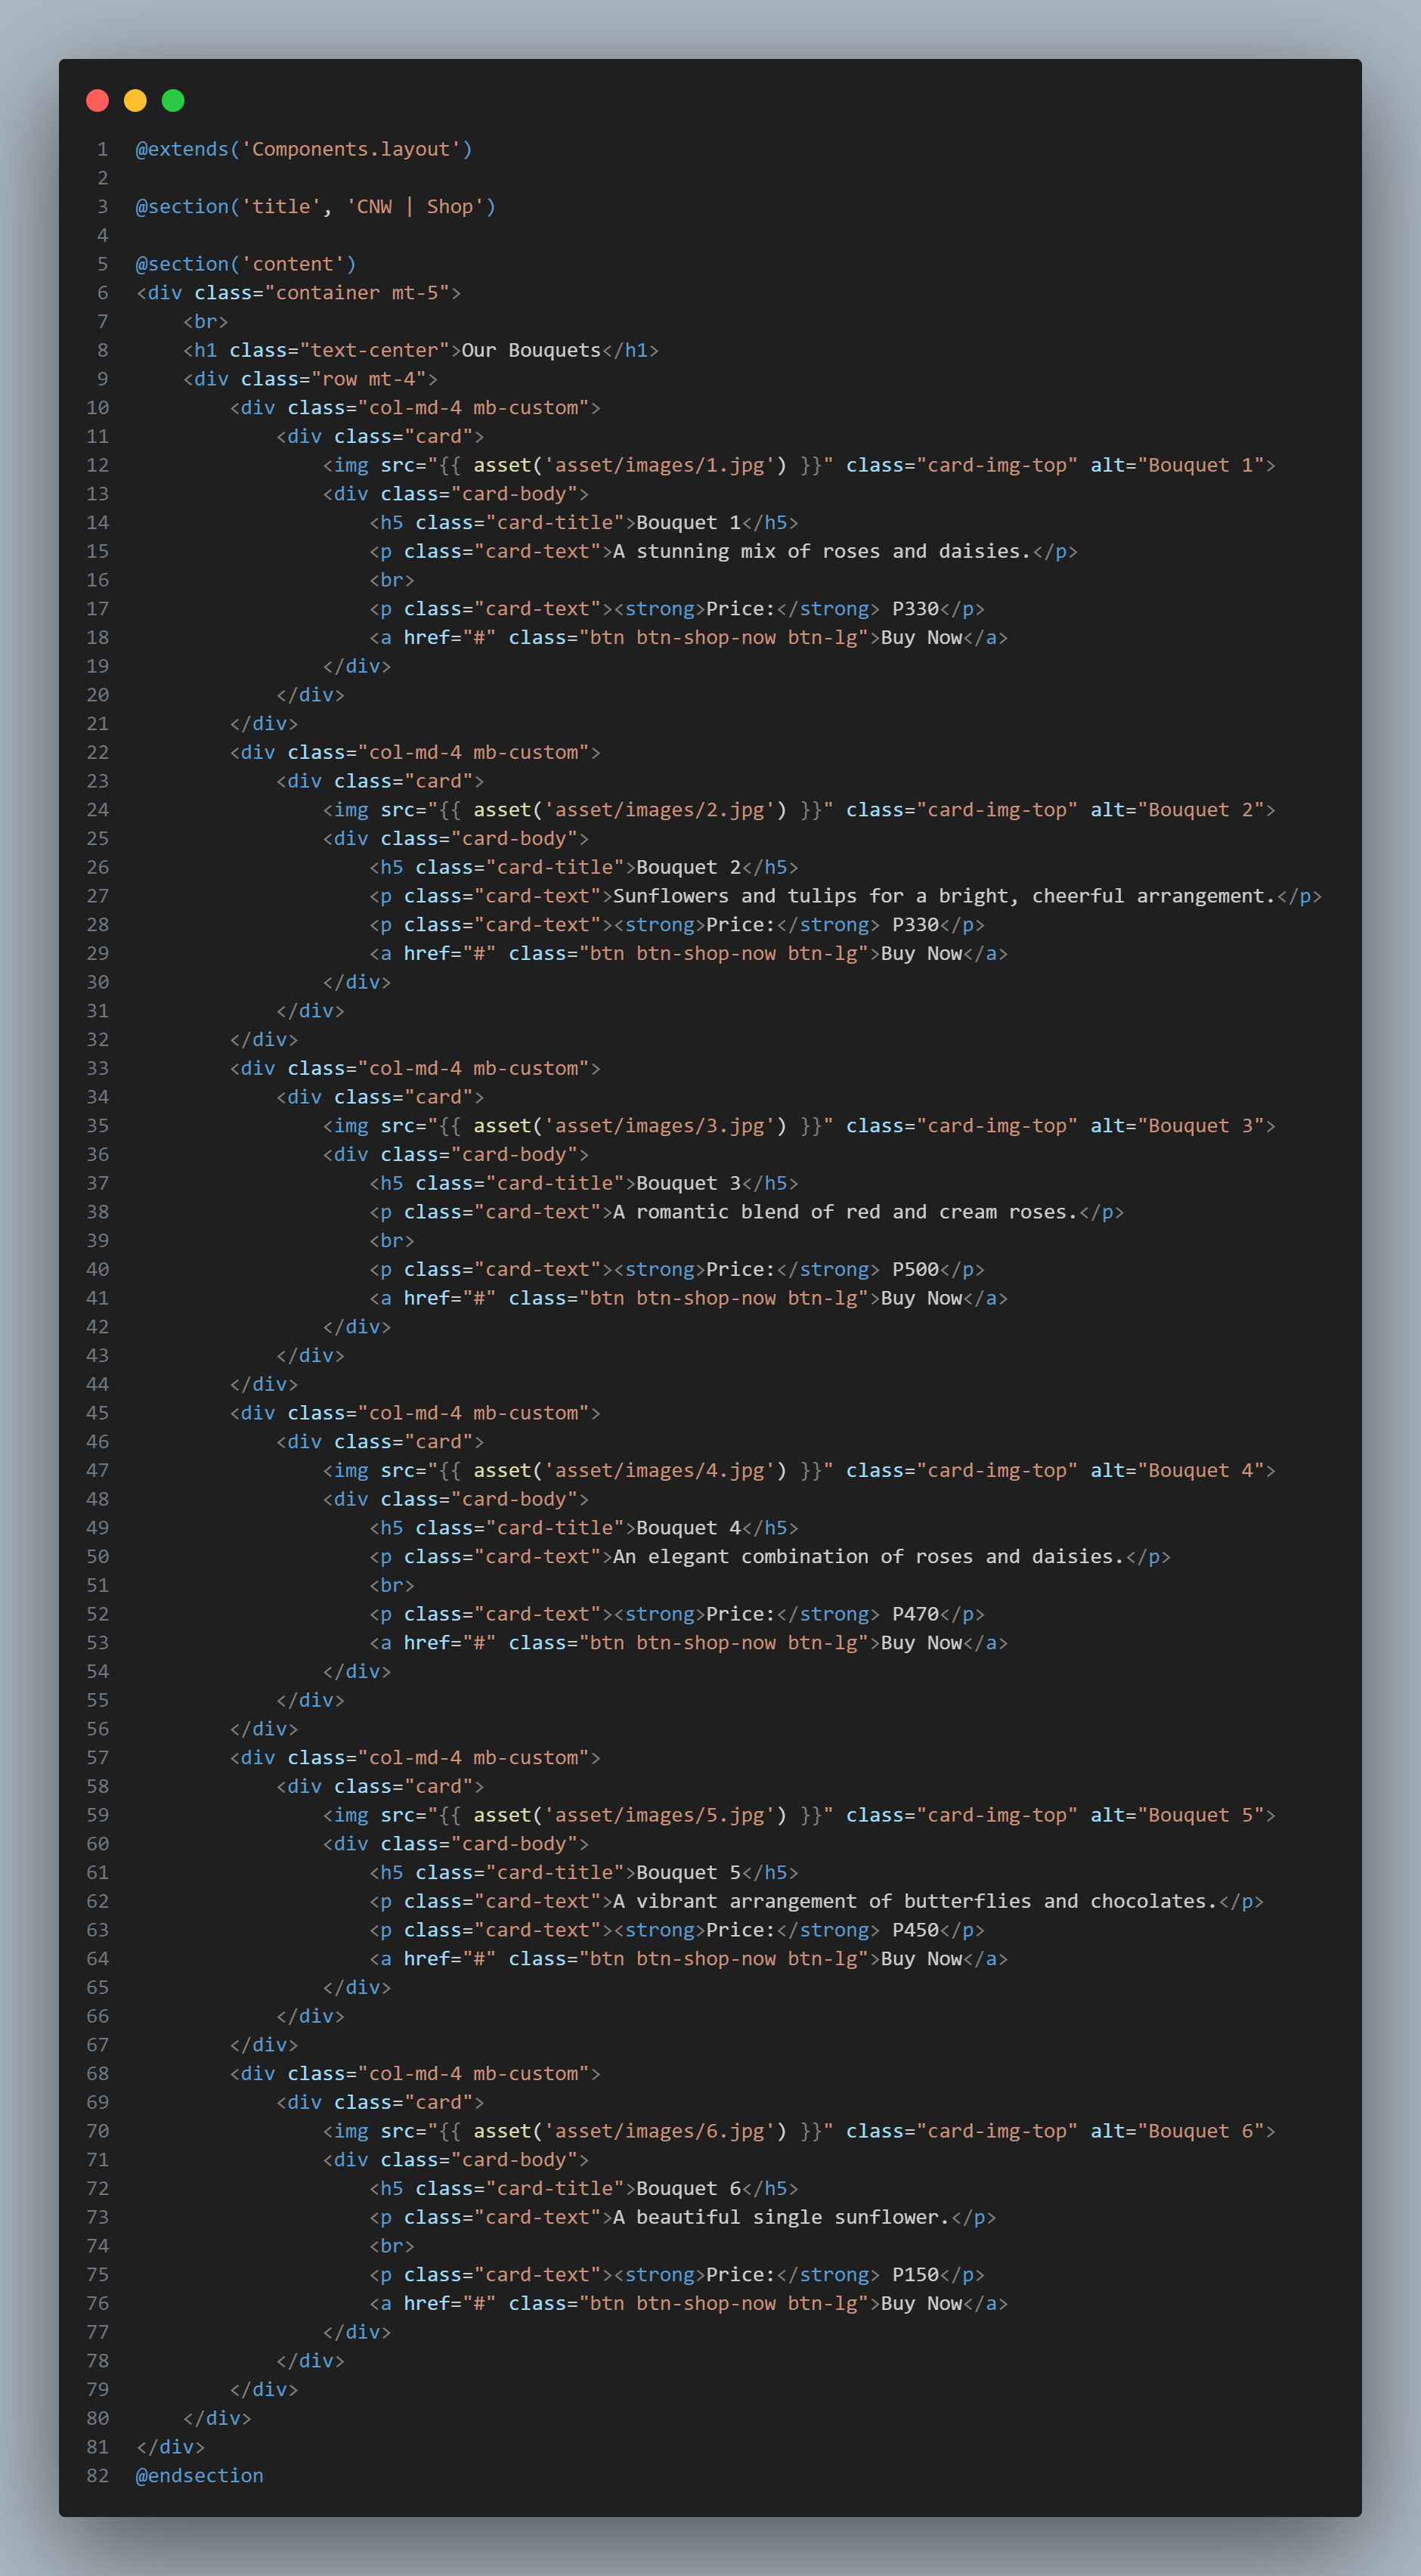 1 @extends('Components.layout')
2
3 @section('title', 'CNW | Shop')
4
5 @section('content')
6 <div class="container mt-5">
7     <br>
8     <h1 class="text-center">Our Bouquets</h1>
9     <div class="row mt-4">
10         <div class="col-md-4 mb-custom">
11             <div class="card">
12                 <img src="{{ asset('asset/images/1.jpg') }}" class="card-img-top" alt="Bouquet 1">
13                 <div class="card-body">
14                     <h5 class="card-title">Bouquet 1</h5>
15                     <p class="card-text">A stunning mix of roses and daisies.</p>
16                     <br>
17                     <p class="card-text"><strong>Price:</strong> P330</p>
18                     <a href="#" class="btn btn-shop-now btn-lg">Buy Now</a>
19                 </div>
20             </div>
21         </div>
22         <div class="col-md-4 mb-custom">
23             <div class="card">
24                 <img src="{{ asset('asset/images/2.jpg') }}" class="card-img-top" alt="Bouquet 2">
25                 <div class="card-body">
26                     <h5 class="card-title">Bouquet 2</h5>
27                     <p class="card-text">Sunflowers and tulips for a bright, cheerful arrangement.</p>
28                     <p class="card-text"><strong>Price:</strong> P330</p>
29                     <a href="#" class="btn btn-shop-now btn-lg">Buy Now</a>
30                 </div>
31             </div>
32         </div>
33         <div class="col-md-4 mb-custom">
34             <div class="card">
35                 <img src="{{ asset('asset/images/3.jpg') }}" class="card-img-top" alt="Bouquet 3">
36                 <div class="card-body">
37                     <h5 class="card-title">Bouquet 3</h5>
38                     <p class="card-text">A romantic blend of red and cream roses.</p>
39                     <br>
40                     <p class="card-text"><strong>Price:</strong> P500</p>
41                     <a href="#" class="btn btn-shop-now btn-lg">Buy Now</a>
42                 </div>
43             </div>
44         </div>
45         <div class="col-md-4 mb-custom">
46             <div class="card">
47                 <img src="{{ asset('asset/images/4.jpg') }}" class="card-img-top" alt="Bouquet 4">
48                 <div class="card-body">
49                     <h5 class="card-title">Bouquet 4</h5>
50                     <p class="card-text">An elegant combination of roses and daisies.</p>
51                     <br>
52                     <p class="card-text"><strong>Price:</strong> P470</p>
53                     <a href="#" class="btn btn-shop-now btn-lg">Buy Now</a>
54                 </div>
55             </div>
56         </div>
57         <div class="col-md-4 mb-custom">
58             <div class="card">
59                 <img src="{{ asset('asset/images/5.jpg') }}" class="card-img-top" alt="Bouquet 5">
60                 <div class="card-body">
61                     <h5 class="card-title">Bouquet 5</h5>
62                     <p class="card-text">A vibrant arrangement of butterflies and chocolates.</p>
63                     <p class="card-text"><strong>Price:</strong> P450</p>
64                     <a href="#" class="btn btn-shop-now btn-lg">Buy Now</a>
65                 </div>
66             </div>
67         </div>
68         <div class="col-md-4 mb-custom">
69             <div class="card">
70                 <img src="{{ asset('asset/images/6.jpg') }}" class="card-img-top" alt="Bouquet 6">
71                 <div class="card-body">
72                     <h5 class="card-title">Bouquet 6</h5>
73                     <p class="card-text">A beautiful single sunflower.</p>
74                     <br>
75                     <p class="card-text"><strong>Price:</strong> P150</p>
76                     <a href="#" class="btn btn-shop-now btn-lg">Buy Now</a>
77                 </div>
78             </div>
79         </div>
80     </div>
81 </div>
82 @endsection